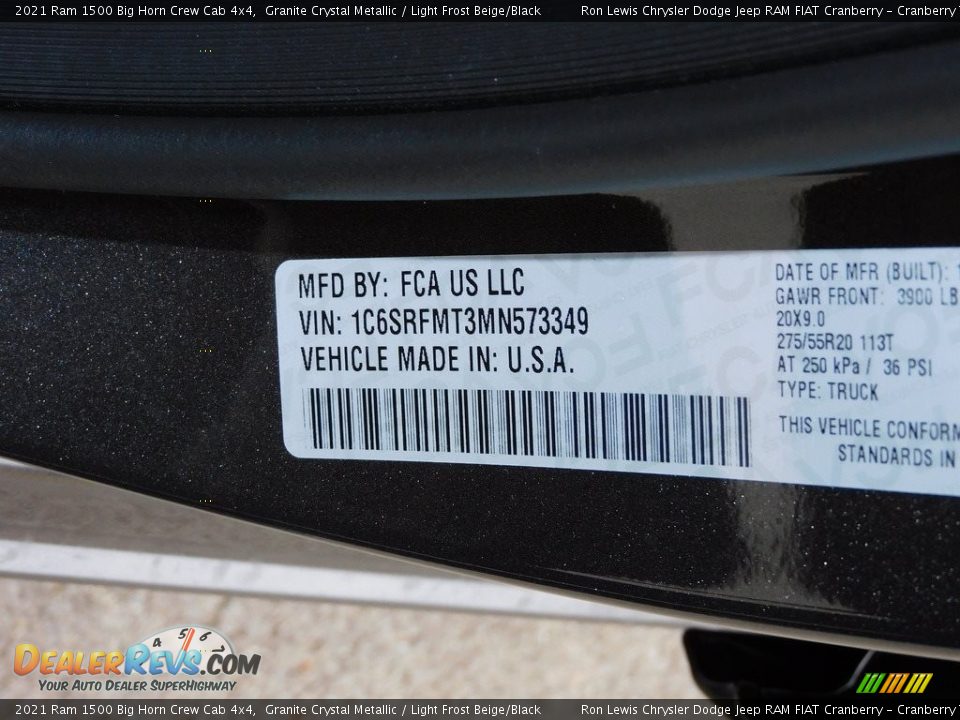 2021 Ram 1500 Big Horn Crew Cab 4x4,  Granite Crystal Metallic / Light Frost Beige/Black
Ron Lewis Chrysler Dodge Jeep RAM FIAT Cranberry - Cranberry
MFD BY: FCA US LLC
VIN: 1C6SRFMT3MN573349
VEHICLE MADE IN: U.S.A.
DATE OF MFR (BUILT):
GAWR FRONT: 3900 LB
20X9.0
275/55R20 113T
AT 250 kPa / 36 PSI
TYPE: TRUCK
THIS VEHICLE CONFORM
STANDARDS IN
4 5 6
DEALERREVS.COM
YOUR AUTO DEALER SUPERHIGHWAY
2021 Ram 1500 Big Horn Crew Cab 4x4,  Granite Crystal Metallic / Light Frost Beige/Black
Ron Lewis Chrysler Dodge Jeep RAM FIAT Cranberry - Cranberry